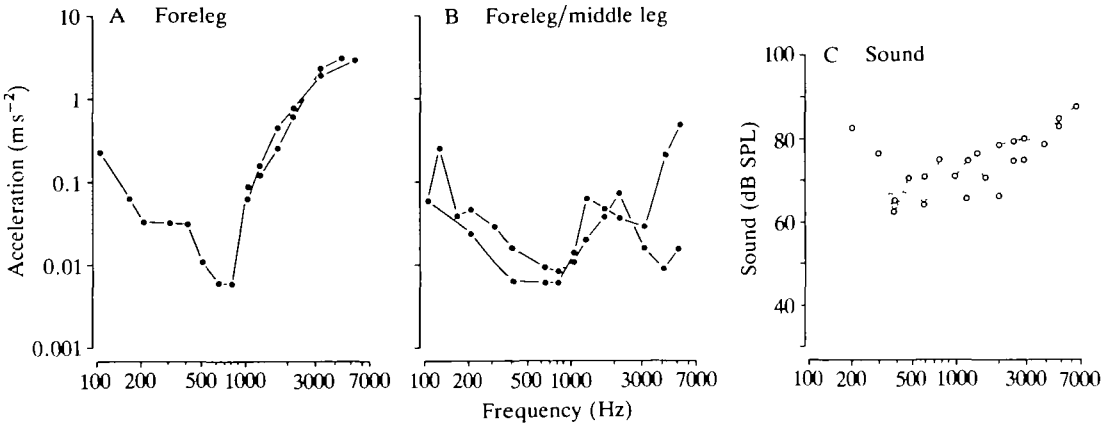 A Foreleg
B Foreleg/middle leg
C Sound
Acceleration (m s⁻²)
10
1
0.1
0.01
0.001
100 200 500 1000 3000 7000
100 200 500 1000 3000 7000
Sound (dB SPL)
100
80
60
40
100 200 500 1000 3000 7000
Frequency (Hz)